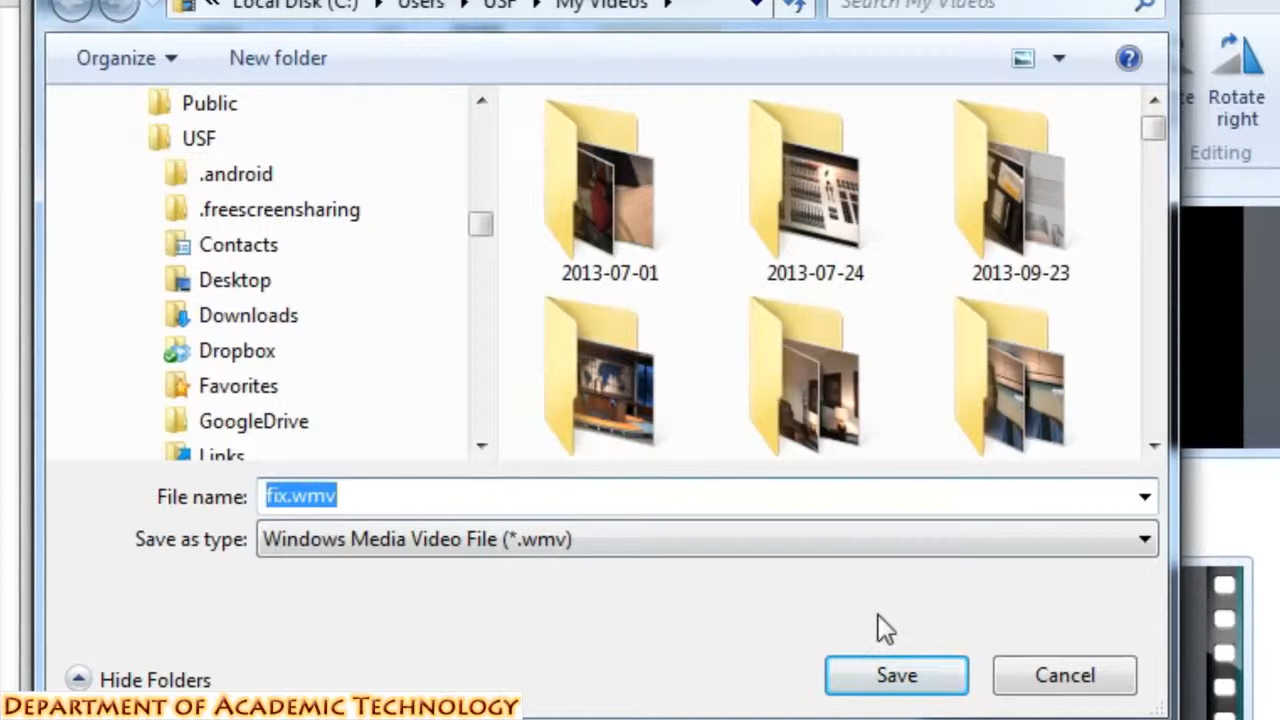 « Local Disk (C:) ▸ Users ▸ USF ▸ My Videos ▸
Search My Videos
Organize
New folder
Rotate
right
Editing
Public
USF
.android
.freescreensharing
Contacts
Desktop
Downloads
Dropbox
Favorites
GoogleDrive
Links
2013-07-01
2013-07-24
2013-09-23
File name:
fix.wmv
Save as type:
Windows Media Video File (*.wmv)
Hide Folders
Save
Cancel
Department of Academic Technology